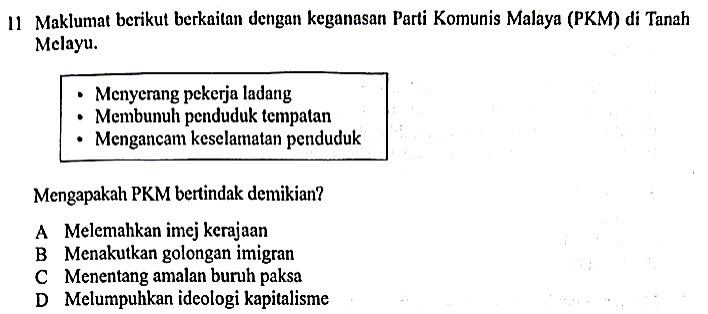 11 Maklumat berikut berkaitan dengan keganasan Parti Komunis Malaya (PKM) di Tanah
Melayu.
• Menyerang pekerja ladang
• Membunuh penduduk tempatan
• Mengancam keselamatan penduduk
Mengapakah PKM bertindak demikian?
A Melemahkan imej kerajaan
B Menakutkan golongan imigran
C Menentang amalan buruh paksa
D Melumpuhkan ideologi kapitalisme